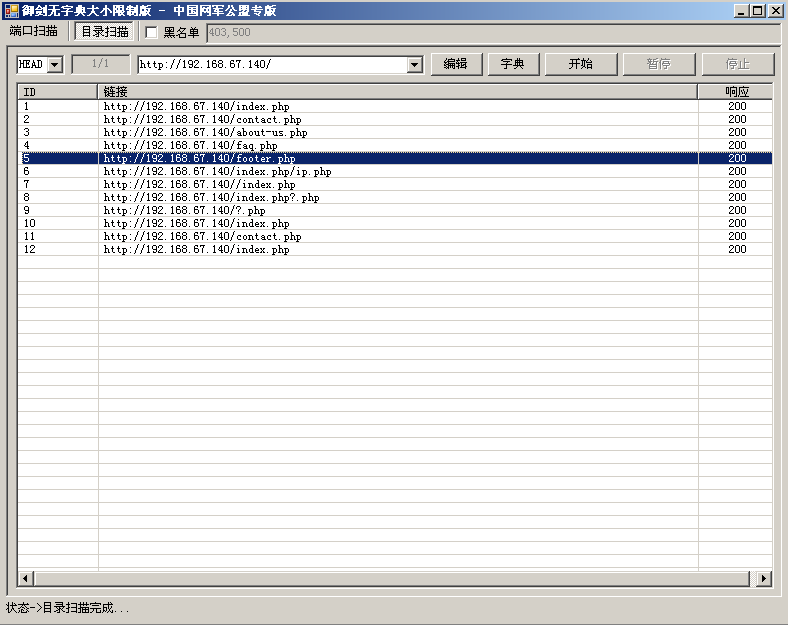 御剑无字典大小限制版 - 中国网军公盟专版
端口扫描 目录扫描 黑名单 403,500
HEAD 1/1 http://192.168.67.140/ 编辑 字典 开始 暂停 停止
ID 链接 响应
1 http://192.168.67.140/index.php 200
2 http://192.168.67.140/contact.php 200
3 http://192.168.67.140/about-us.php 200
4 http://192.168.67.140/faq.php 200
5 http://192.168.67.140/footer.php 200
6 http://192.168.67.140/index.php/ip.php 200
7 http://192.168.67.140//index.php 200
8 http://192.168.67.140/index.php?.php 200
9 http://192.168.67.140/?.php 200
10 http://192.168.67.140/index.php 200
11 http://192.168.67.140/contact.php 200
12 http://192.168.67.140/index.php 200
状态->目录扫描完成...